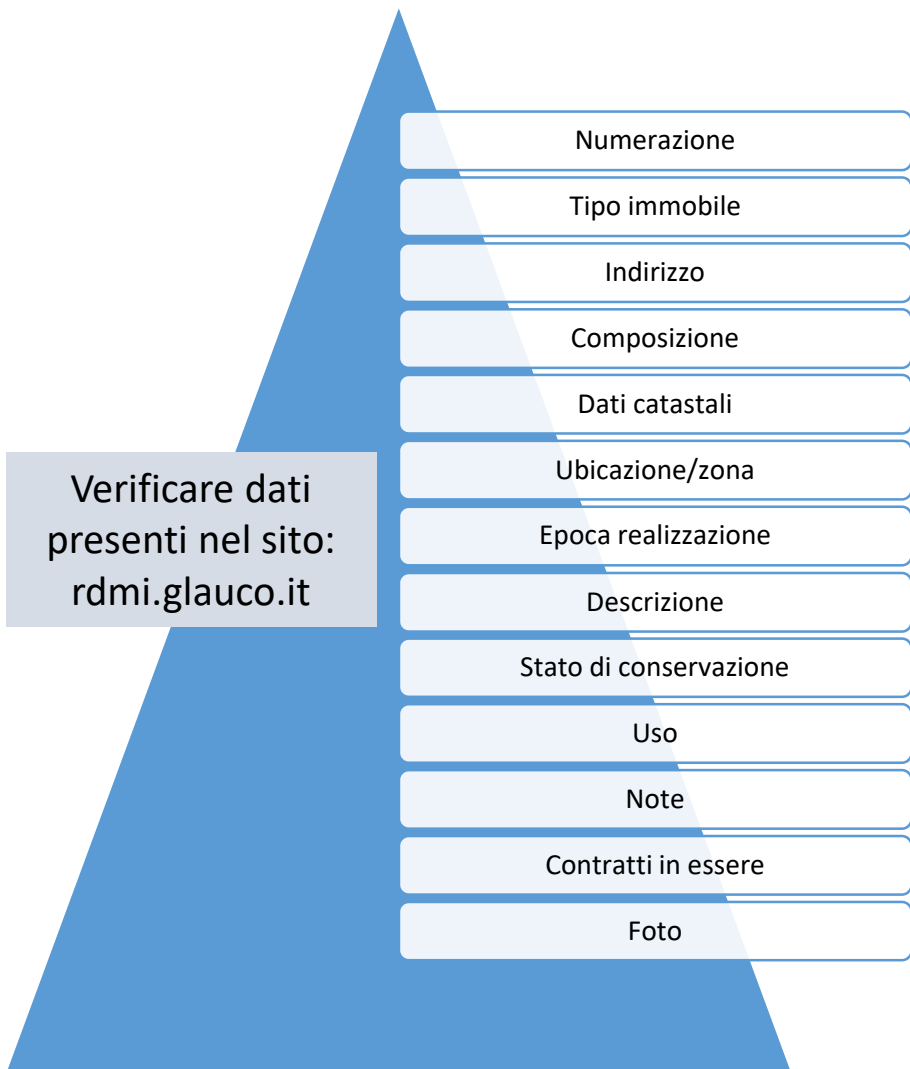 Numerazione
Tipo immobile
Indirizzo
Composizione
Dati catastali
Ubicazione/zona
Epoca realizzazione
Descrizione
Stato di conservazione
Uso
Note
Contratti in essere
Foto
Verificare dati
presenti nel sito:
rdmi.glauco.it